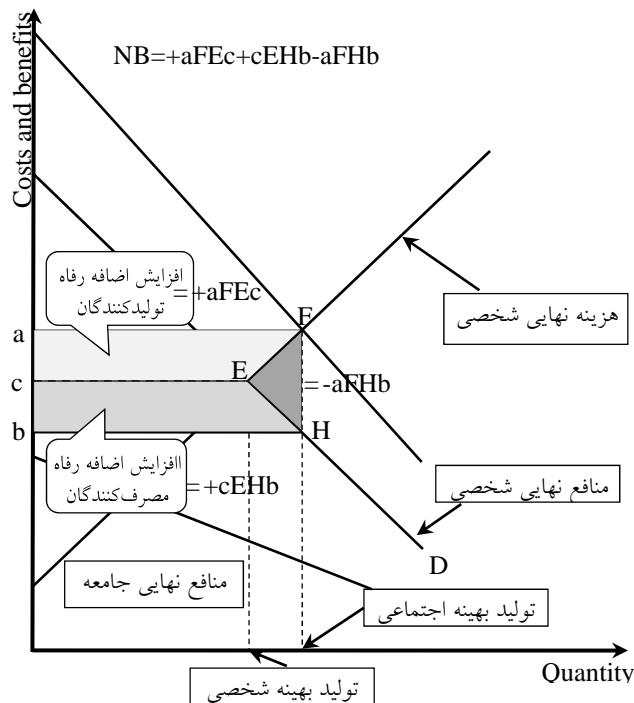 Costs and benefits
NB=+aFEc+cEHb-aFHb
افزایش اضافه رفاه
تولیدکنندگان
=+aFEc
هزینه نهایی شخصی
a
F
c
E
=-aFHb
b
H
اافزایش اضافه رفاه
مصرف‌کنندگان
=+cEHb
منافع نهایی شخصی
D
منافع نهایی جامعه
تولید بهینه اجتماعی
Quantity
تولید بهینه شخصی